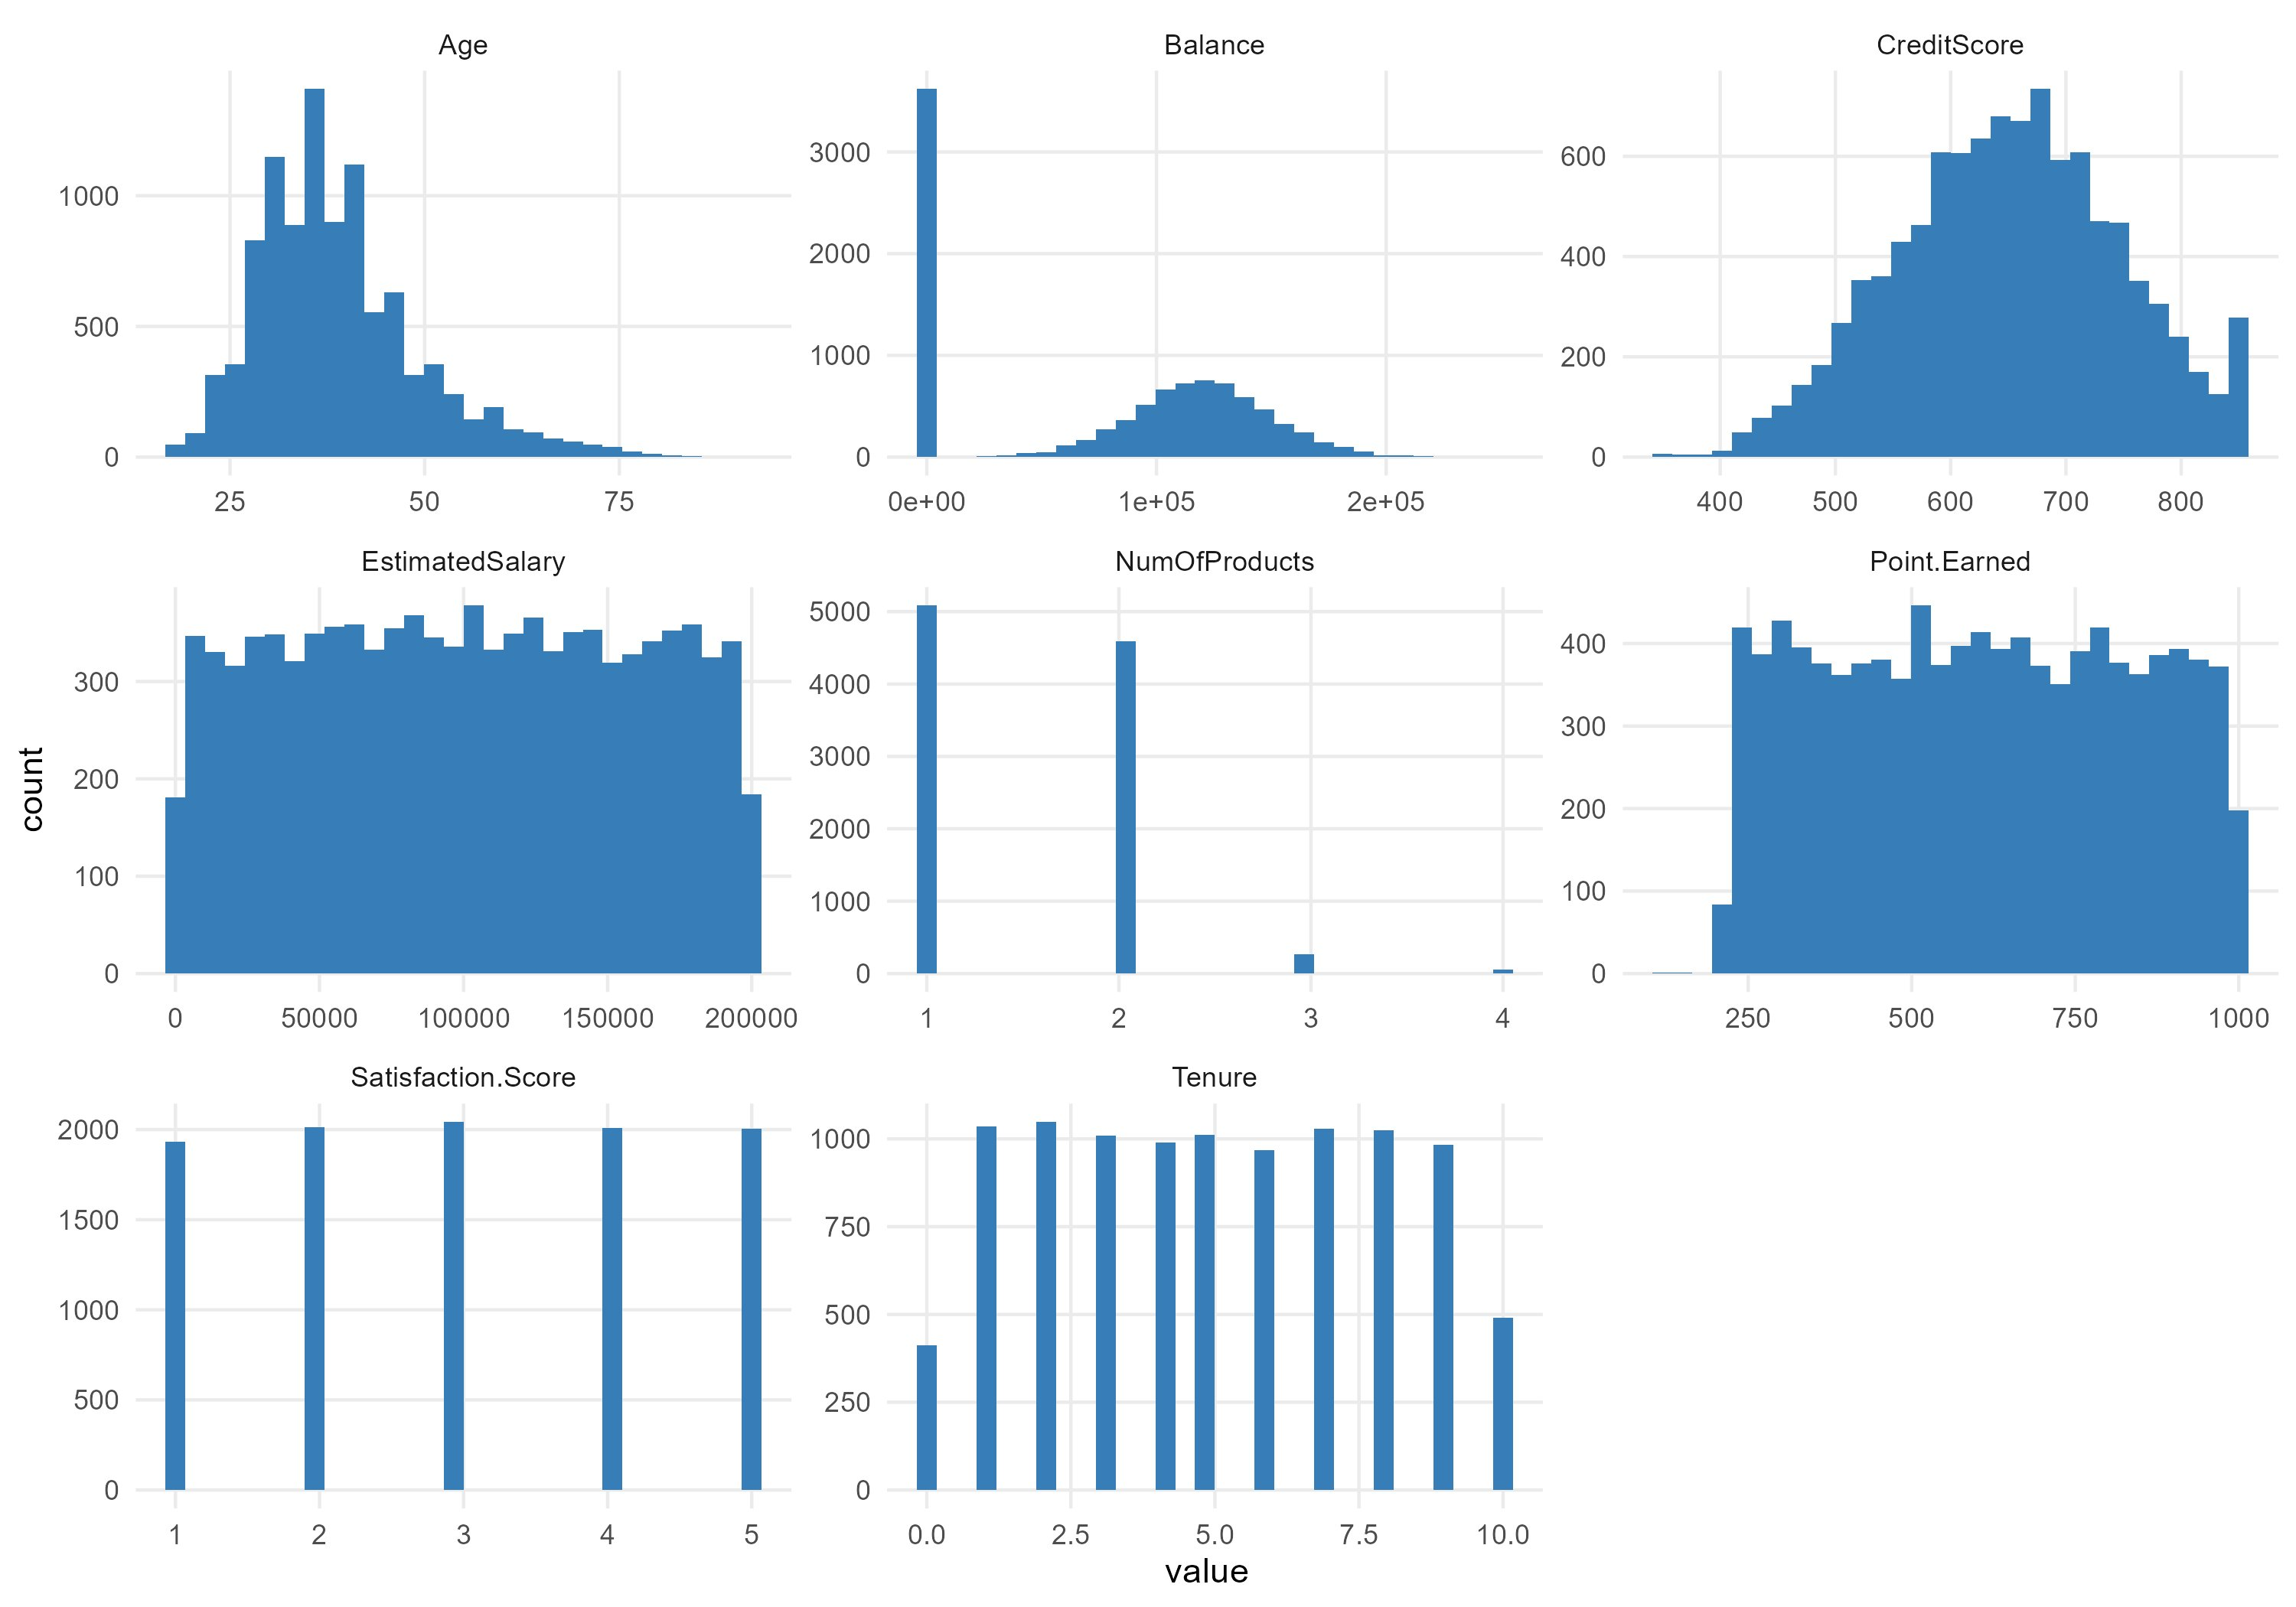 Age
Balance
CreditScore
1000
500
0
25 50 75
3000
2000
1000
0
0e+00 1e+05 2e+05
600
400
200
0
400 500 600 700 800
EstimatedSalary
NumOfProducts
Point.Earned
300
200
100
0
0 50000 100000 150000 200000
5000
4000
3000
2000
1000
0
1 2 3 4
400
300
200
100
0
250 500 750 1000
count
Satisfaction.Score
Tenure
2000
1500
1000
500
0
1 2 3 4 5
1000
750
500
250
0
0.0 2.5 5.0 7.5 10.0
value